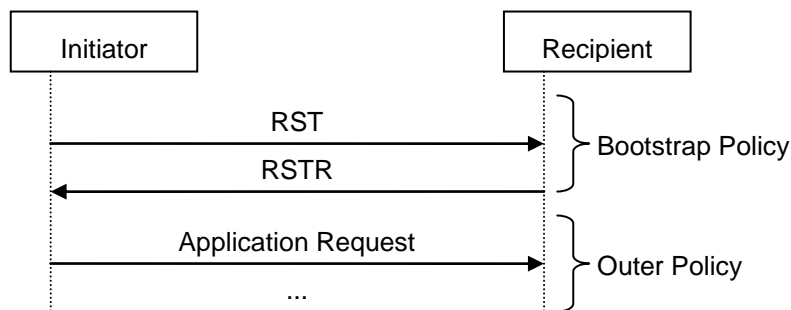 Initiator
Recipient
RST
Bootstrap Policy
RSTR
Application Request
Outer Policy
...